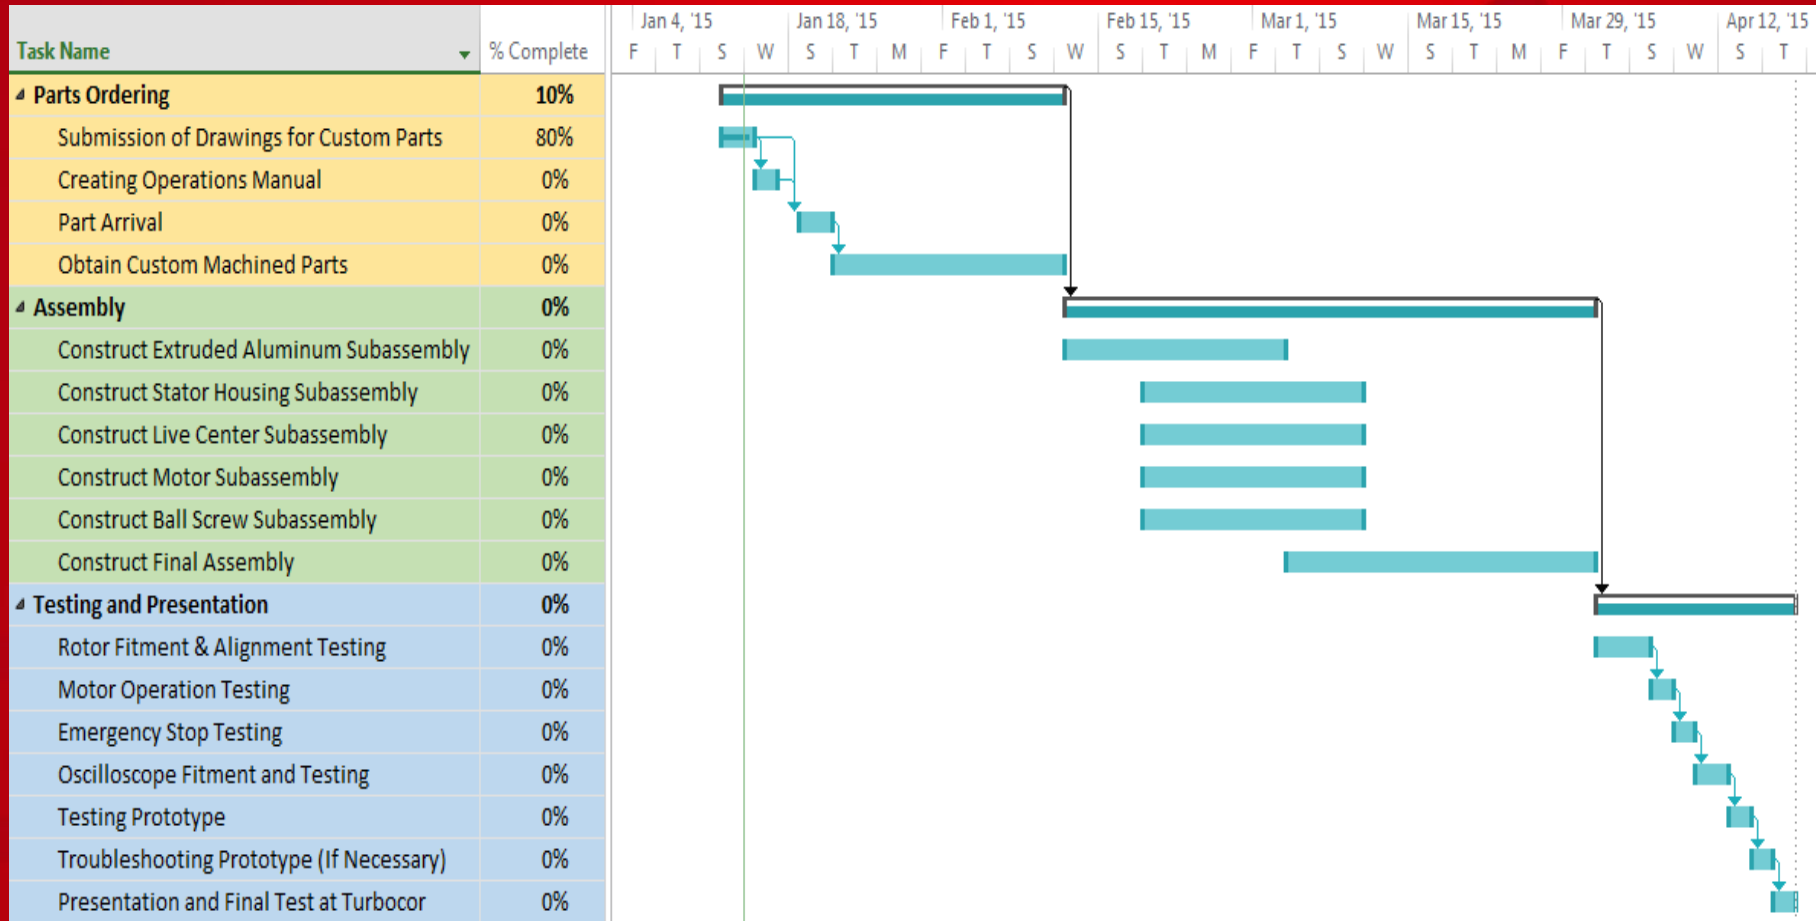 Jan 4, '15 Jan 18, '15 Feb 1, '15 Feb 15, '15 Mar 1, '15 Mar 15, '15 Mar 29, '15 Apr 12, '15
Task Name % Complete F T S W S T M F T S W S T M F T S W S T M F T S W S T
Parts Ordering 10%
Submission of Drawings for Custom Parts 80%
Creating Operations Manual 0%
Part Arrival 0%
Obtain Custom Machined Parts 0%
Assembly 0%
Construct Extruded Aluminum Subassembly 0%
Construct Stator Housing Subassembly 0%
Construct Live Center Subassembly 0%
Construct Motor Subassembly 0%
Construct Ball Screw Subassembly 0%
Construct Final Assembly 0%
Testing and Presentation 0%
Rotor Fitment & Alignment Testing 0%
Motor Operation Testing 0%
Emergency Stop Testing 0%
Oscilloscope Fitment and Testing 0%
Testing Prototype 0%
Troubleshooting Prototype (If Necessary) 0%
Presentation and Final Test at Turbocor 0%